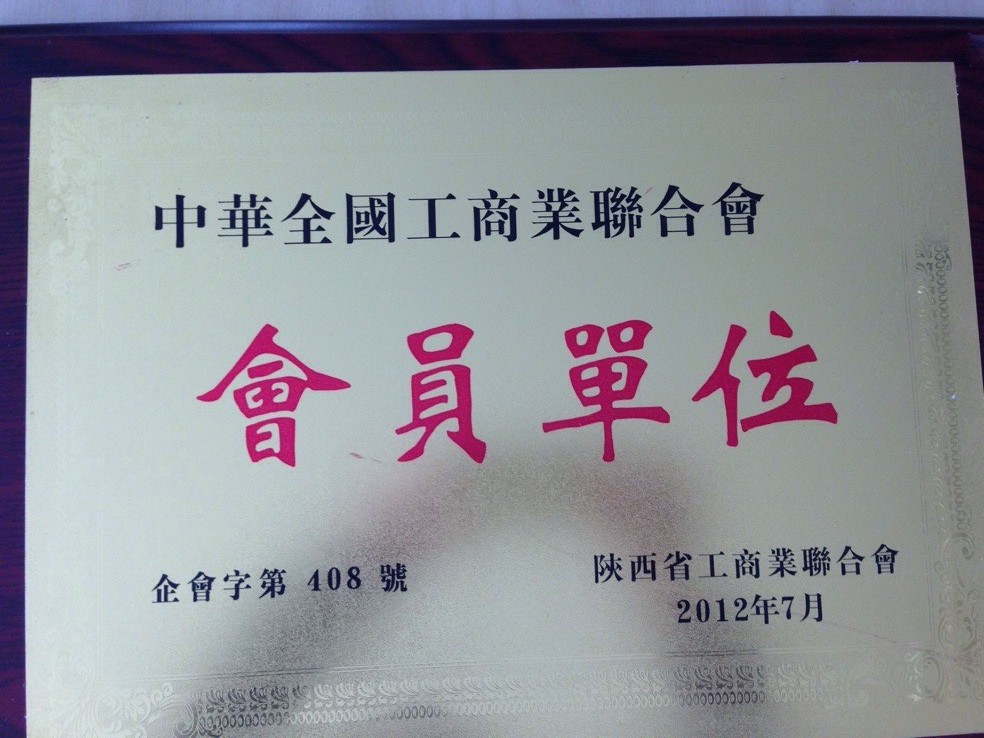 中華全國工商業聯合會
會員單位
企會字第 408 號
陝西省工商業聯合會
2012年7月